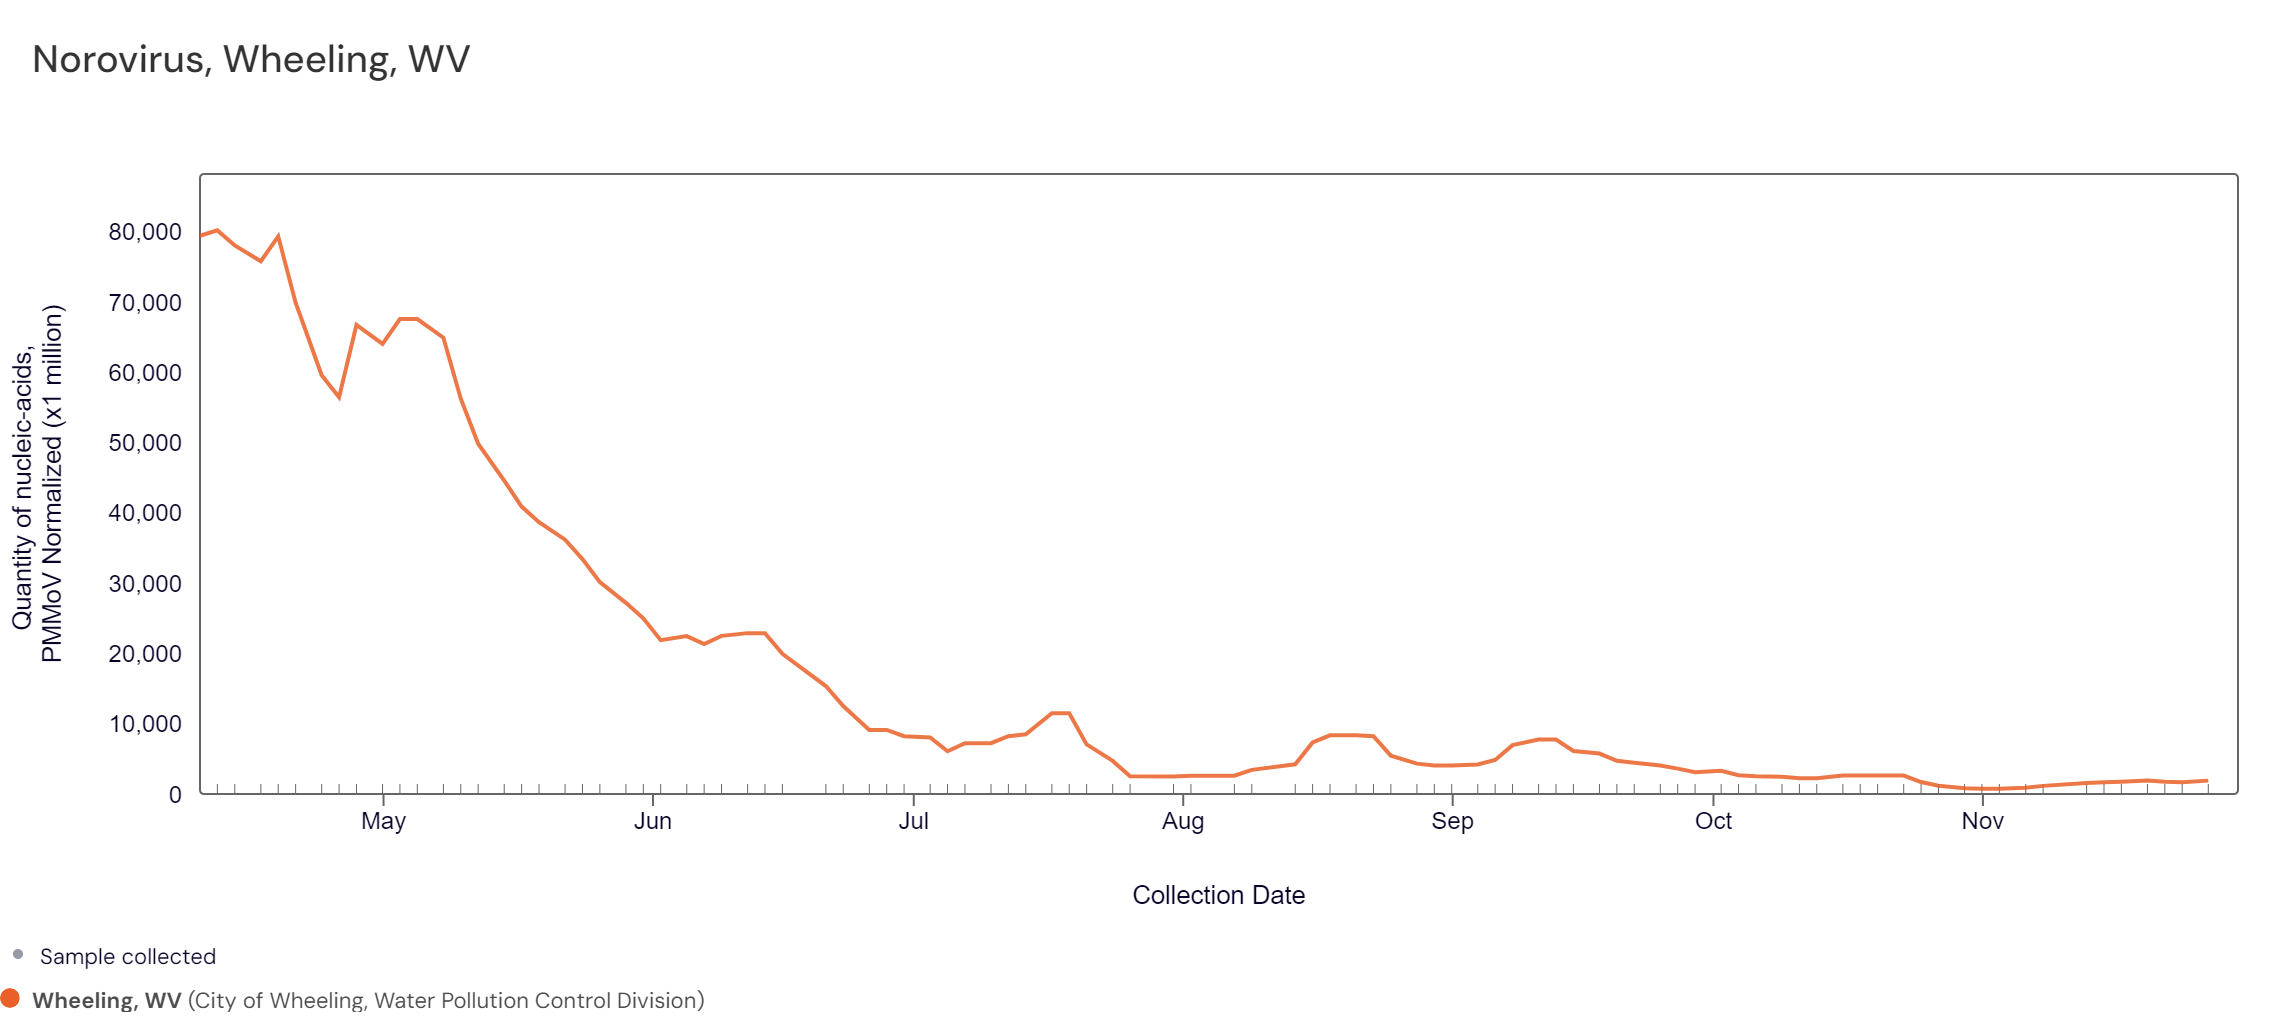 Norovirus, Wheeling, WV
Quantity of nucleic-acids,
PMMoV Normalized (x1 million)
80,000
70,000
60,000
50,000
40,000
30,000
20,000
10,000
0
May Jun Jul Aug Sep Oct Nov
Collection Date
Sample collected
Wheeling, WV (City of Wheeling, Water Pollution Control Division)